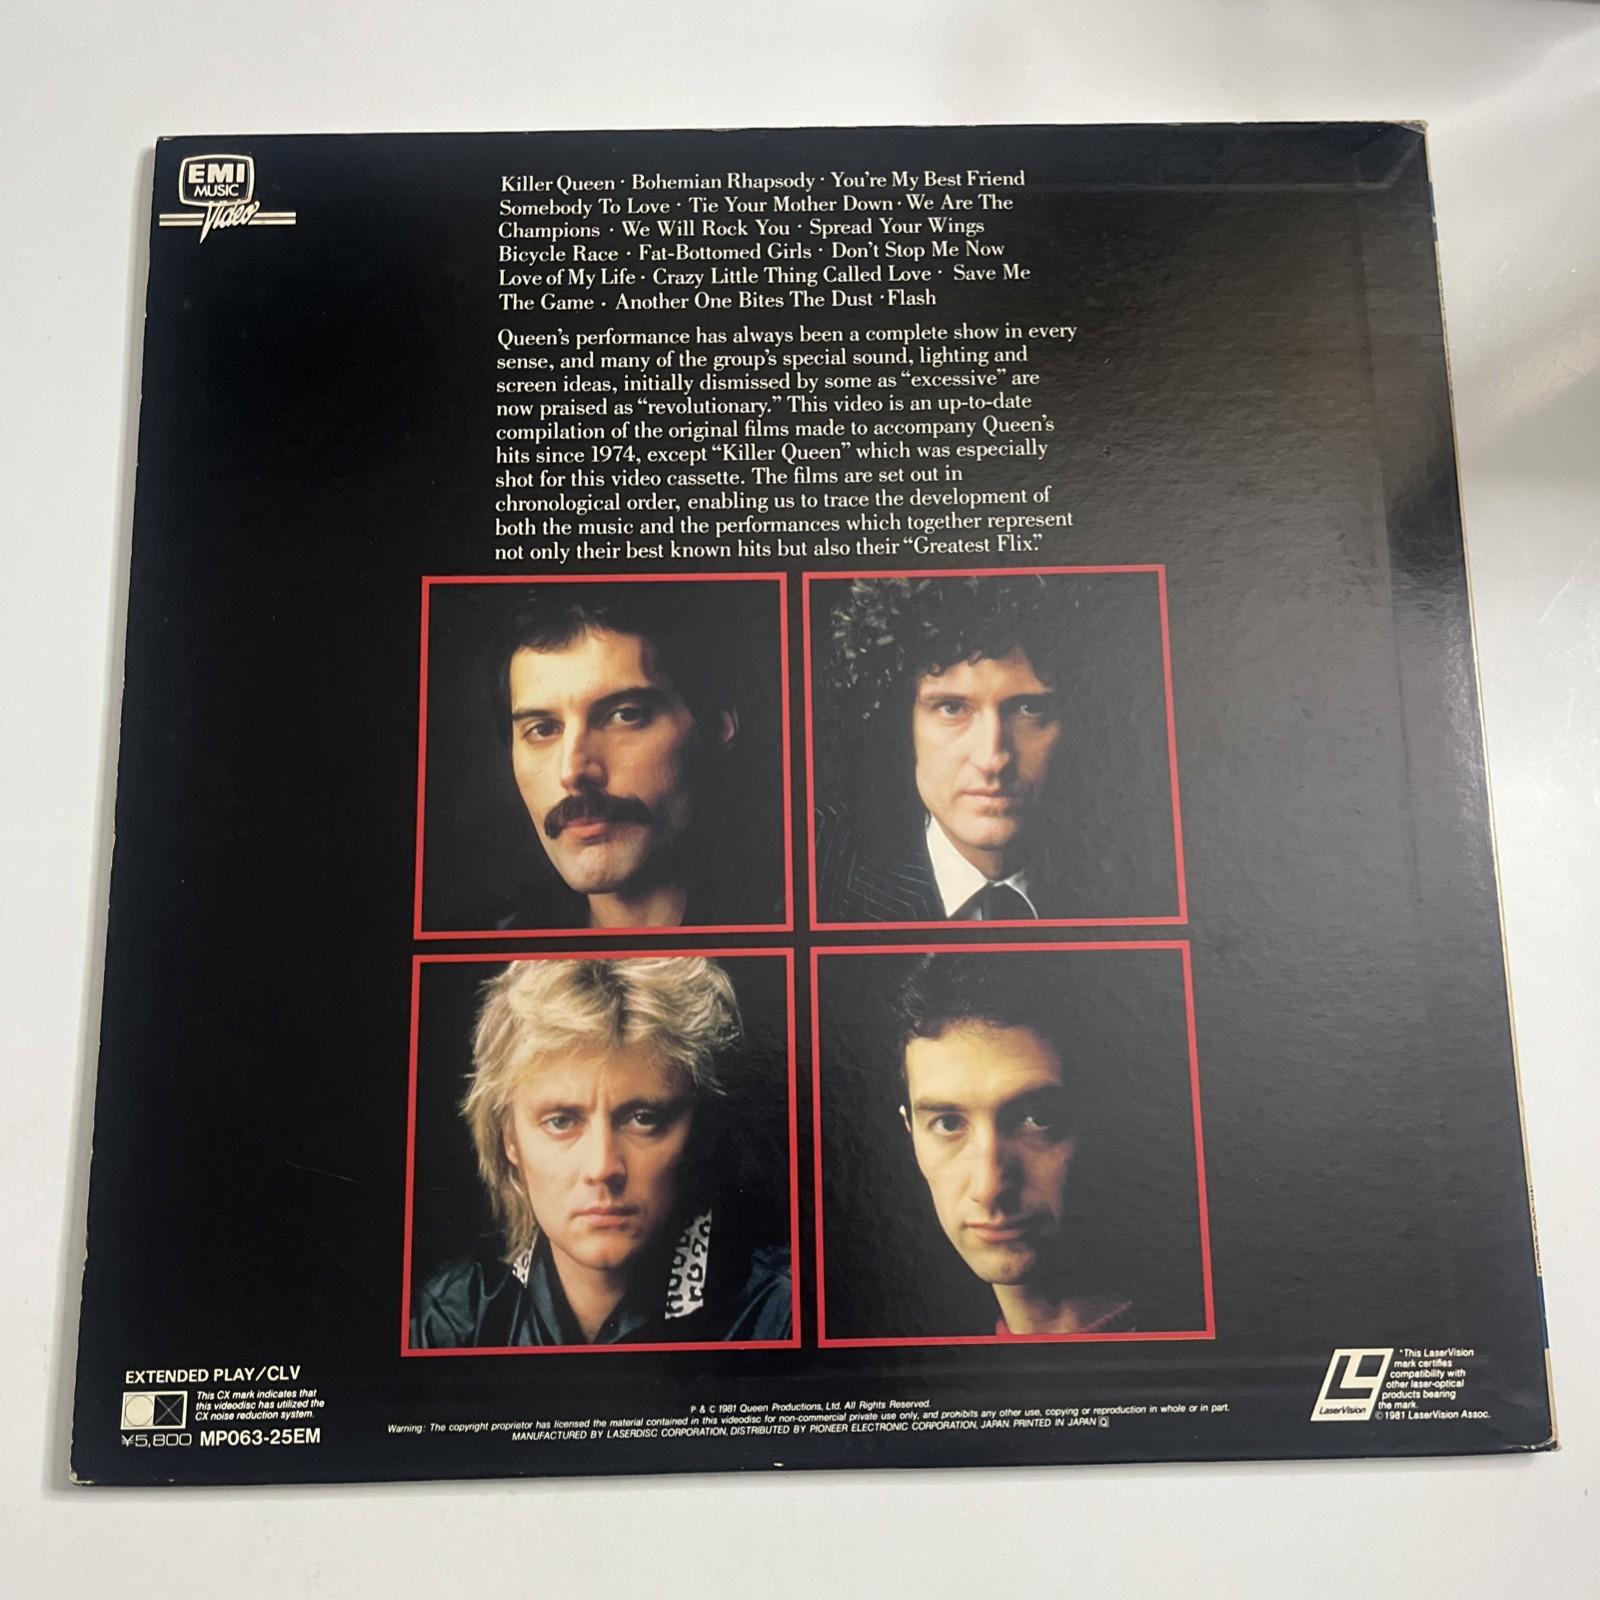 EMI
MUSIC
Video
Killer Queen · Bohemian Rhapsody · You're My Best Friend
Somebody To Love · Tie Your Mother Down · We Are The
Champions · We Will Rock You · Spread Your Wings
Bicycle Race · Fat-Bottomed Girls · Don't Stop Me Now
Love of My Life · Crazy Little Thing Called Love · Save Me
The Game · Another One Bites The Dust · Flash
Queen's performance has always been a complete show in every
sense, and many of the group's special sound, lighting and
screen ideas, initially dismissed by some as “excessive” are
now praised as “revolutionary.” This video is an up-to-date
compilation of the original films made to accompany Queen's
hits since 1974, except “Killer Queen” which was especially
shot for this video cassette. The films are set out in
chronological order, enabling us to trace the development of
both the music and the performances which together represent
not only their best known hits but also their “Greatest Flix.”
EXTENDED PLAY/CLV
This CX mark indicates that
this videodisc has utilized the
CX noise reduction system.
¥5,800 MP063-25EM
P & C 1981 Queen Productions, Ltd. All Rights Reserved.
Warning: The copyright proprietor has licensed the material contained in this videodisc for non-commercial private use only, and prohibits any other use, copying or reproduction in whole or in part.
MANUFACTURED BY LASERDISC CORPORATION, DISTRIBUTED BY PIONEER ELECTRONIC CORPORATION, JAPAN. PRINTED IN JAPAN Q
LaserVision
*This LaserVision
mark certifies
compatibility with
other laser-optical
products bearing
the mark.
©1981 LaserVision Assoc.